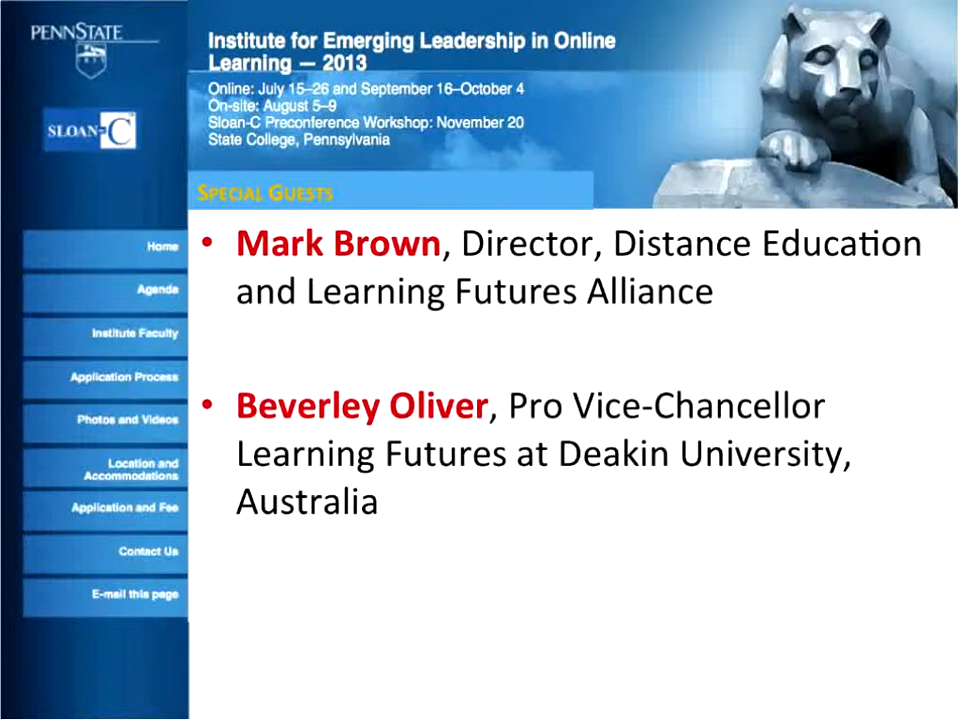 PENNSTATE
SLOAN-C
Institute for Emerging Leadership in Online
Learning — 2013
Online: July 15–26 and September 16–October 4
On-site: August 5–9
Sloan-C Preconference Workshop: November 20
State College, Pennsylvania
SPECIAL GUESTS
Home
Agenda
Institute Faculty
Application Process
Photos and Videos
Location and
Accommodations
Application and Fee
Contact Us
E-mail this page
• Mark Brown, Director, Distance Education
and Learning Futures Alliance
• Beverley Oliver, Pro Vice-Chancellor
Learning Futures at Deakin University,
Australia